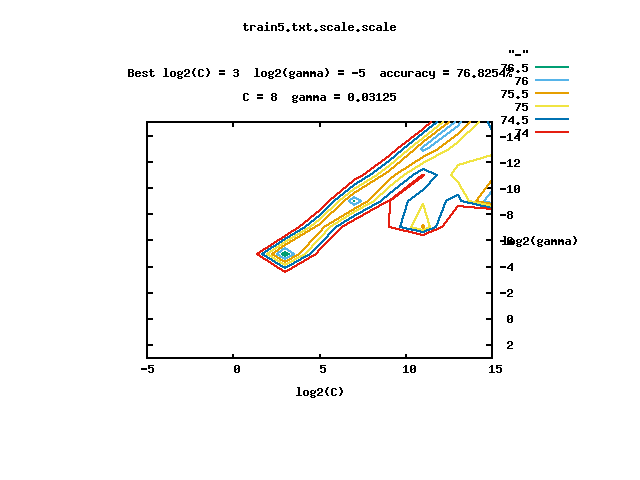 train5.txt.scale.scale
"-"
Best log2(C) = 3  log2(gamma) = -5  accuracy = 76.8254%
76.5
76
75.5
75
74.5
74
C = 8  gamma = 0.03125
-14
-12
-10
-8
-6
log2(gamma)
-4
-2
0
2
-5 0 5 10 15
log2(C)